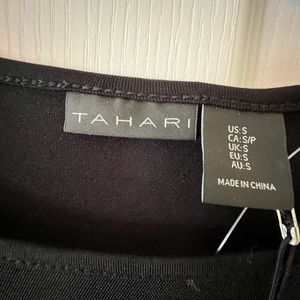 TAHARI
US:S
CA:S/P
UK:S
EU:S
AU:S
MADE IN CHINA